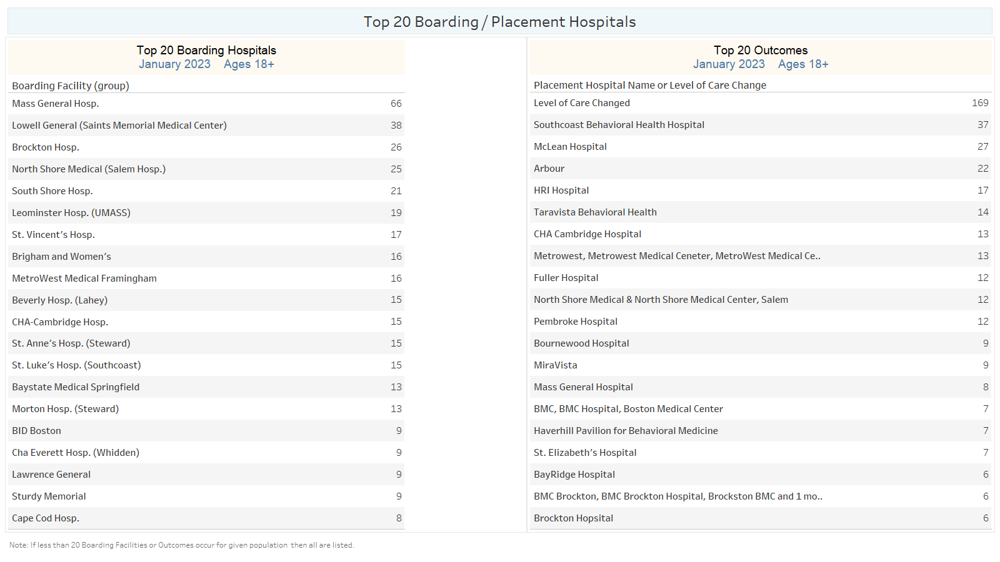 Top 20 Boarding / Placement Hospitals
Top 20 Boarding Hospitals
January 2023 Ages 18+
Boarding Facility (group)
Mass General Hosp. 66
Lowell General (Saints Memorial Medical Center) 38
Brockton Hosp. 26
North Shore Medical (Salem Hosp.) 25
South Shore Hosp. 21
Leominster Hosp. (UMASS) 19
St. Vincent's Hosp. 17
Brigham and Women's 16
MetroWest Medical Framingham 16
Beverly Hosp. (Lahey) 15
CHA-Cambridge Hosp. 15
St. Anne's Hosp. (Steward) 15
St. Luke's Hosp. (Southcoast) 15
Baystate Medical Springfield 13
Morton Hosp. (Steward) 13
BID Boston 9
Cha Everett Hosp. (Whidden) 9
Lawrence General 9
Sturdy Memorial 9
Cape Cod Hosp. 8
Top 20 Outcomes
January 2023 Ages 18+
Placement Hospital Name or Level of Care Change
Level of Care Changed 169
Southcoast Behavioral Health Hospital 37
McLean Hospital 27
Arbour 22
HRI Hospital 17
Taravista Behavioral Health 14
CHA Cambridge Hospital 13
Metrowest, Metrowest Medical Ceneter, MetroWest Medical Ce.. 13
Fuller Hospital 12
North Shore Medical & North Shore Medical Center, Salem 12
Pembroke Hospital 12
Bournewood Hospital 9
MiraVista 9
Mass General Hospital 8
BMC, BMC Hospital, Boston Medical Center 7
Haverhill Pavilion for Behavioral Medicine 7
St. Elizabeth's Hospital 7
BayRidge Hospital 6
BMC Brockton, BMC Brockton Hospital, Brockston BMC and 1 mo.. 6
Brockton Hopsital 6
Note: If less than 20 Boarding Facilities or Outcomes occur for given population then all are listed.